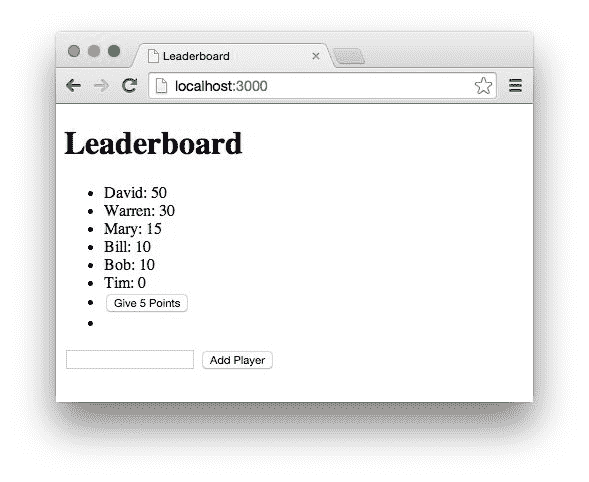 Leaderboard
localhost:3000
Leaderboard
David: 50
Warren: 30
Mary: 15
Bill: 10
Bob: 10
Tim: 0
Give 5 Points
Add Player